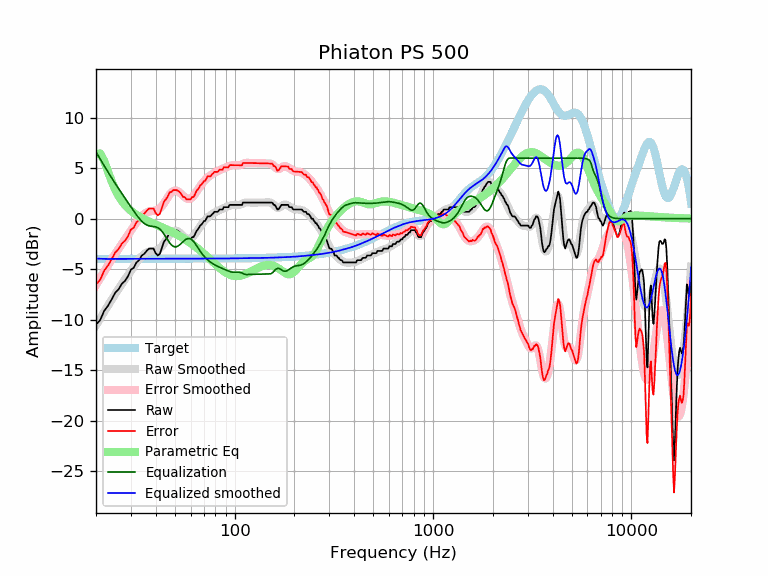 Phiaton PS 500
Amplitude (dBr)
10
5
0
−5
−10
−15
−20
−25
Target
Raw Smoothed
Error Smoothed
Raw
Error
Parametric Eq
Equalization
Equalized smoothed
100
1000
10000
Frequency (Hz)